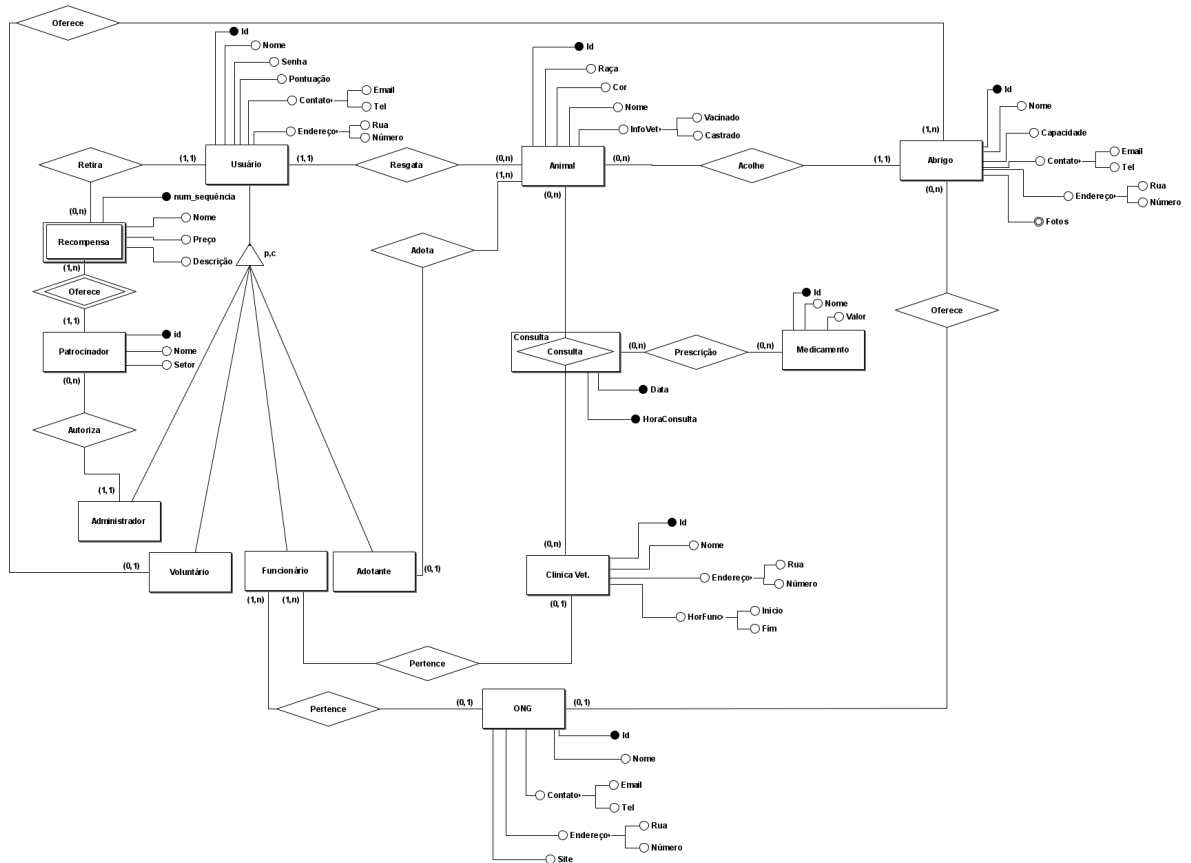 Oferece
Id
Nome
Senha
Pontuação
Contato
Email
Tel
Endereço
Rua
Número
Id
Raça
Cor
Nome
InfoVet
Vacinado
Castrado
Id
Nome
Capacidade
Contato
Email
Tel
Endereço
Rua
Número
Fotos
Retira
(1,1)
Usuário
(1,1)
Resgata
(0,n)
Animal
(0,n)
Acolhe
(1,1)
Abrigo
(1,n)
(1,n)
(0,n)
(0,n)
(0,n)
num_sequência
Nome
Preço
Descrição
Recompensa
(1,n)
p,c
Adota
Oferece
(1,1)
Patrocinador
id
Nome
Setor
(0,n)
Consulta
Consulta
(0,n)
Prescrição
(0,n)
Medicamento
Id
Nome
Valor
Oferece
Data
HoraConsulta
Autoriza
(1,1)
Administrador
(0,1)
Voluntário
Funcionário
Adotante
(0,1)
(1,n)
(1,n)
(0,n)
Clinica Vet.
(0,1)
Id
Nome
Endereço
Rua
Número
HorFunc
Inicio
Fim
Pertence
Pertence
(0,1)
ONG
(0,1)
Id
Nome
Contato
Email
Tel
Endereço
Rua
Número
Site